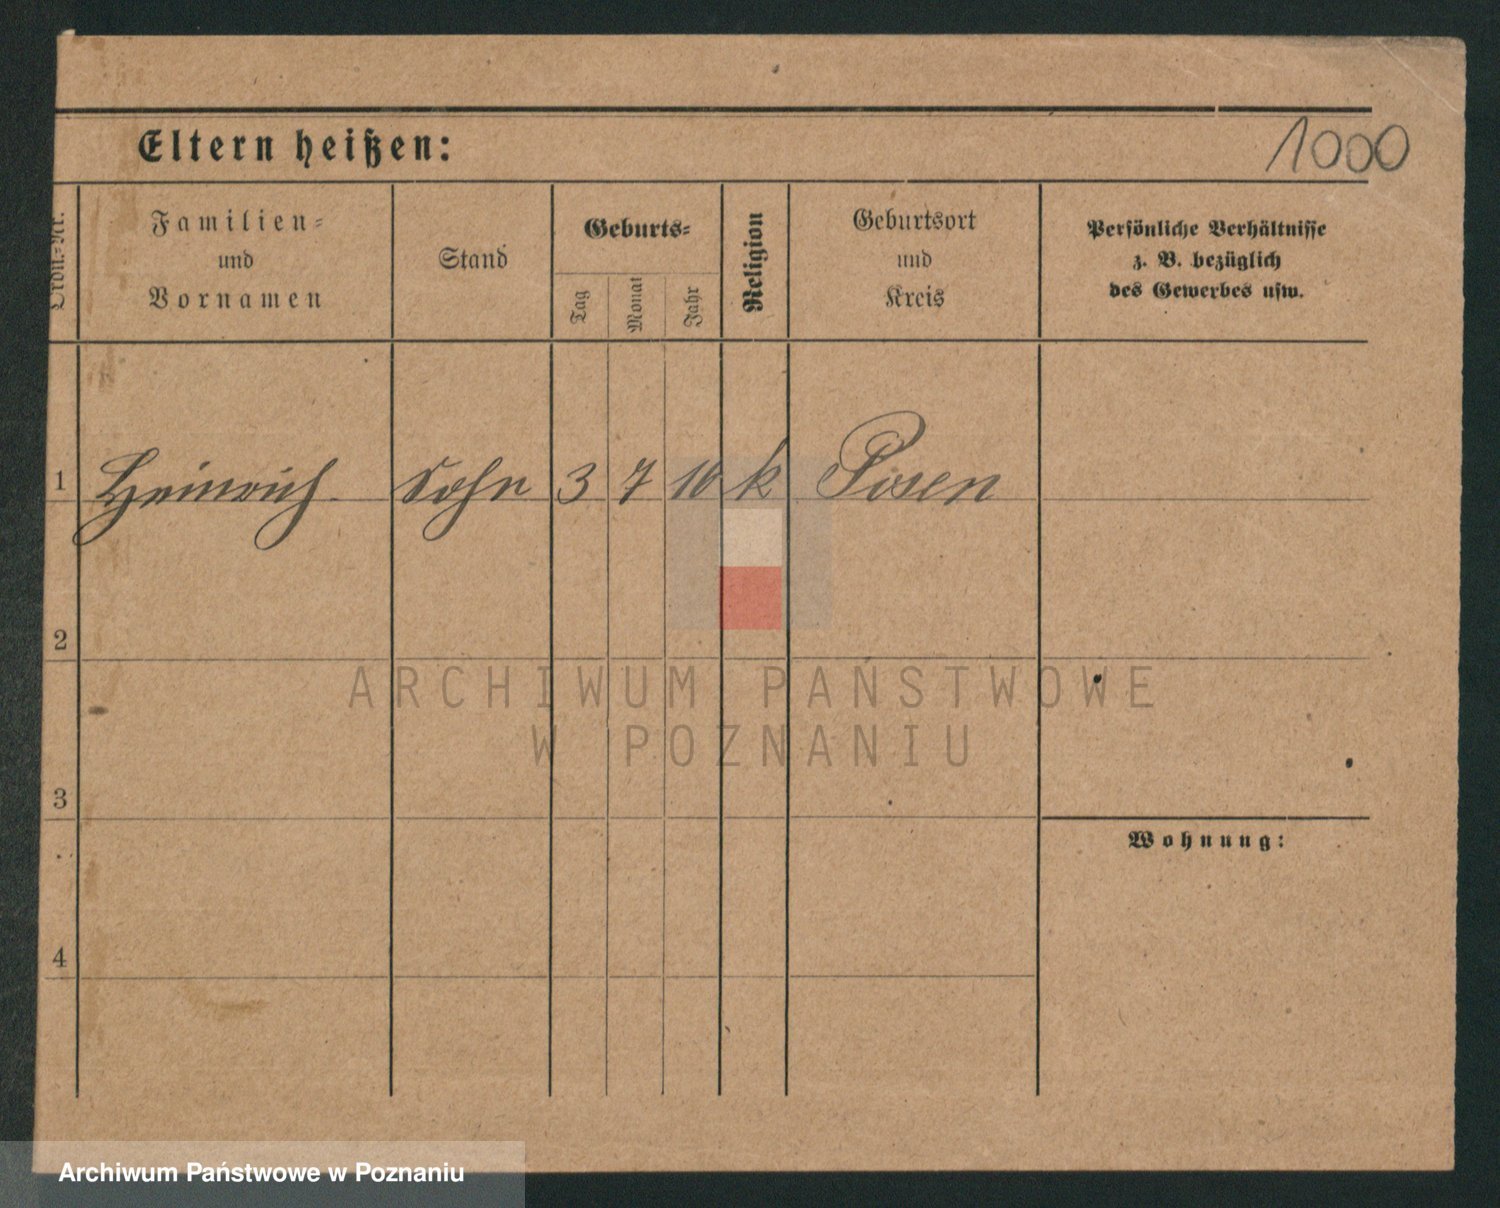 Eltern heißen:
1000
Ordn.-Nr.
Familien-
und
Vornamen
Stand
Geburts-
Tag
Monat
Jahr
Religion
Geburtsort
und
Kreis
Persönliche Verhältnisse
z. B. bezüglich
des Gewerbes usw.
1 Heinrich Sohn 3 7 16 k Posen
2
3
Wohnung:
4
ARCHIWUM PAŃSTWOWE
W POZNANIU
Archiwum Państwowe w Poznaniu